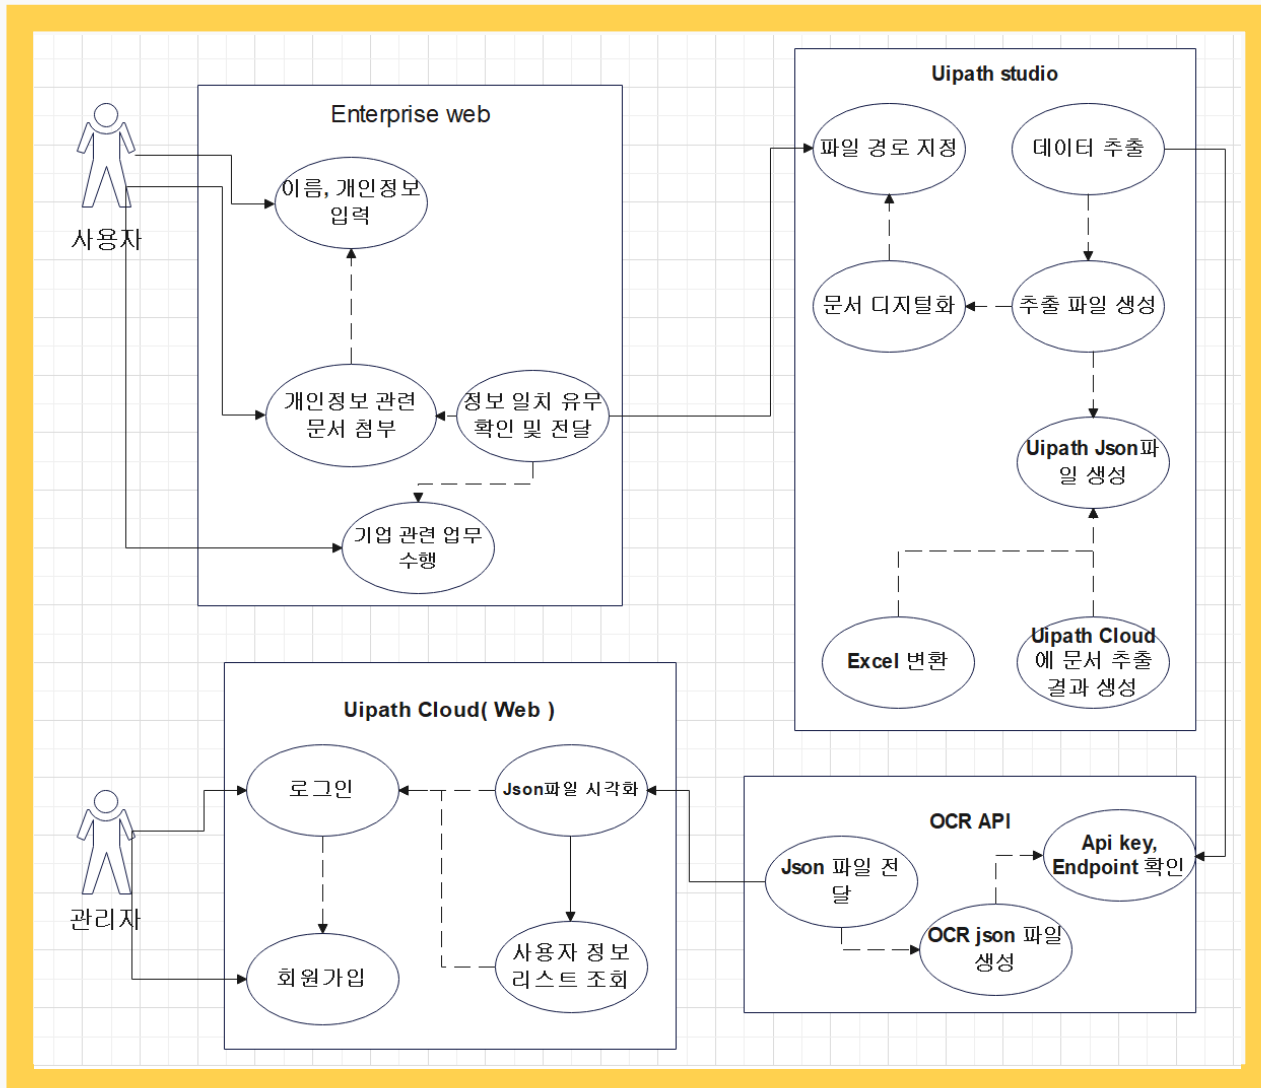 Enterprise web
이름, 개인정보
입력
사용자
개인정보 관련
문서 첨부
정보 일치 유무
확인 및 전달
기업 관련 업무
수행
Uipath studio
파일 경로 지정
데이터 추출
문서 디지털화
추출 파일 생성
Uipath Json파
일 생성
Excel 변환
Uipath Cloud
에 문서 추출
결과 생성
Uipath Cloud( Web )
로그인
Json파일 시각화
관리자
회원가입
사용자 정보
리스트 조회
OCR API
Api key,
Endpoint 확인
Json 파일 전
달
OCR json 파일
생성